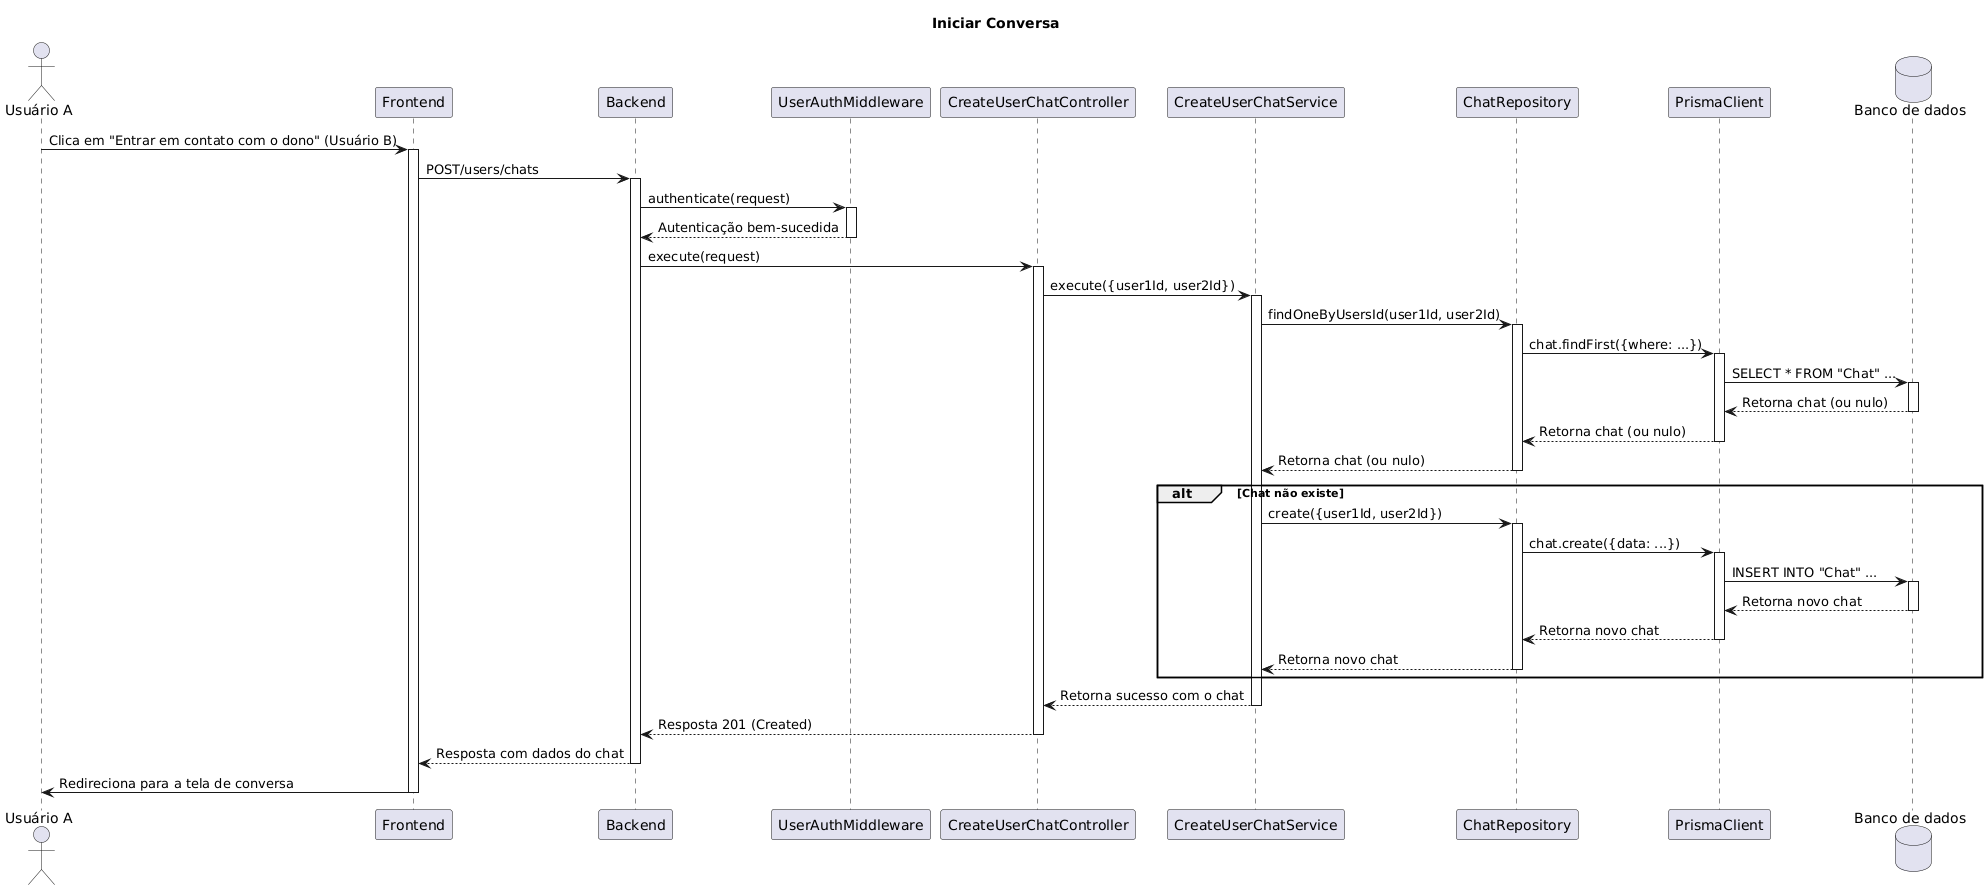 Iniciar Conversa
Usuário A
Frontend
Backend
UserAuthMiddleware
CreateUserChatController
CreateUserChatService
ChatRepository
PrismaClient
Banco de dados
Clica em "Entrar em contato com o dono" (Usuário B)
POST/users/chats
authenticate(request)
Autenticação bem-sucedida
execute(request)
execute({user1Id, user2Id})
findOneByUsersId(user1Id, user2Id)
chat.findFirst({where: ...})
SELECT * FROM "Chat" ...
Retorna chat (ou nulo)
Retorna chat (ou nulo)
Retorna chat (ou nulo)
alt
[Chat não existe]
create({user1Id, user2Id})
chat.create({data: ...})
INSERT INTO "Chat" ...
Retorna novo chat
Retorna novo chat
Retorna novo chat
Retorna sucesso com o chat
Resposta 201 (Created)
Resposta com dados do chat
Redireciona para a tela de conversa
Usuário A
Frontend
Backend
UserAuthMiddleware
CreateUserChatController
CreateUserChatService
ChatRepository
PrismaClient
Banco de dados